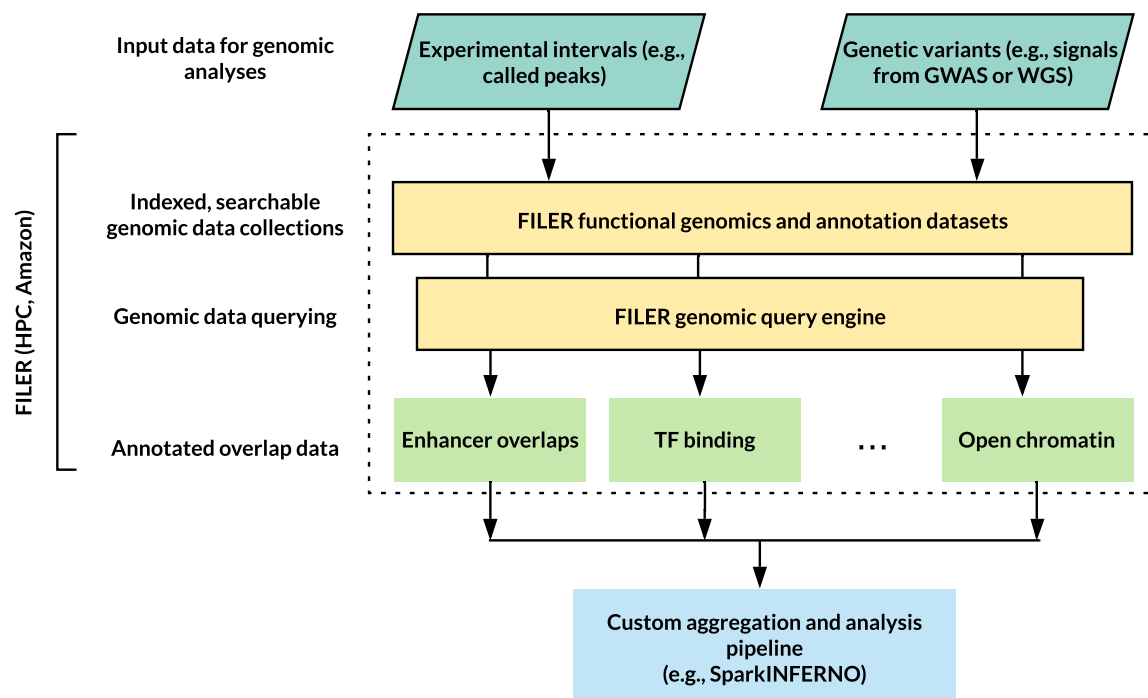 Input data for genomic
analyses
Experimental intervals (e.g.,
called peaks)
Genetic variants (e.g., signals
from GWAS or WGS)
FILER (HPC, Amazon)
Indexed, searchable
genomic data collections
FILER functional genomics and annotation datasets
Genomic data querying
FILER genomic query engine
Annotated overlap data
Enhancer overlaps
TF binding
...
Open chromatin
Custom aggregation and analysis
pipeline
(e.g., SparkINFERNO)